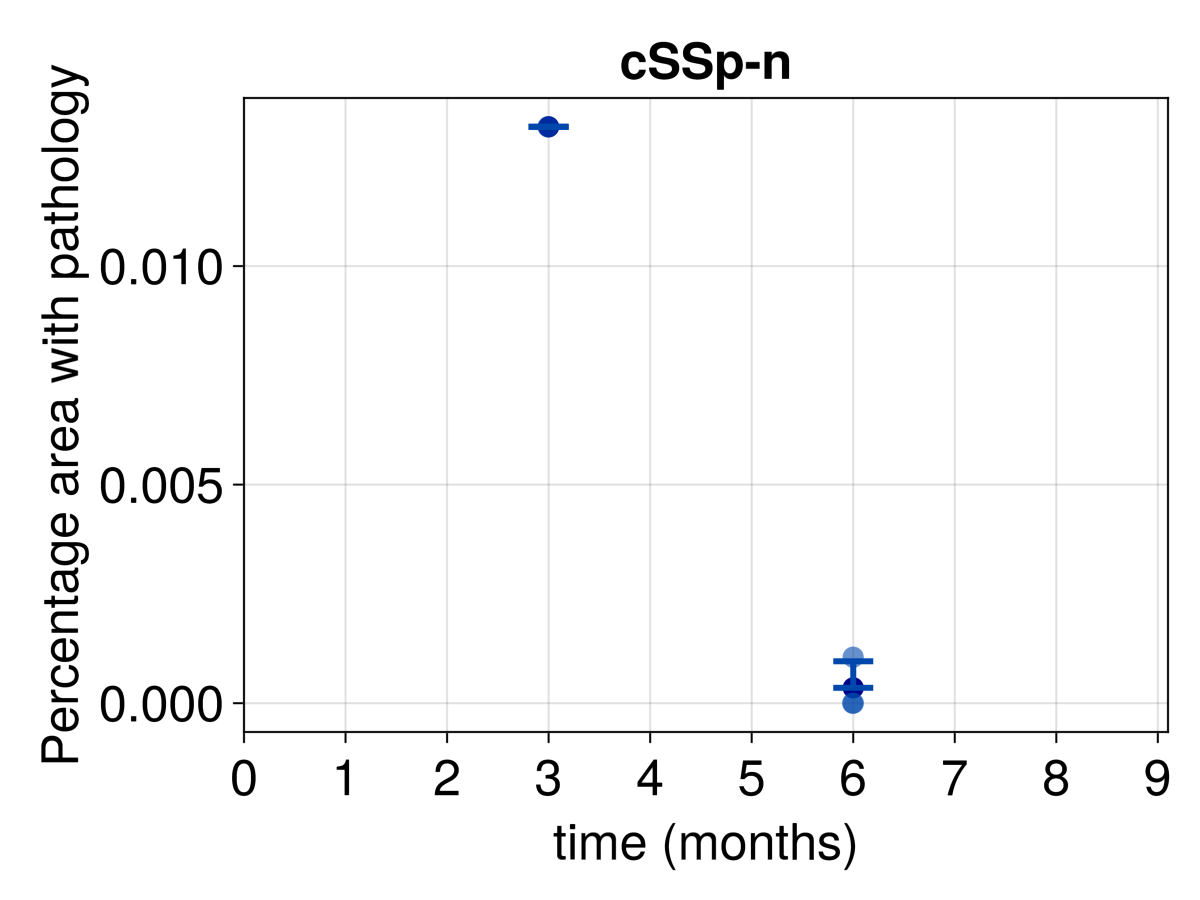 cSSp-n
Percentage area with pathology
0.010
0.005
0.000
0 1 2 3 4 5 6 7 8 9
time (months)